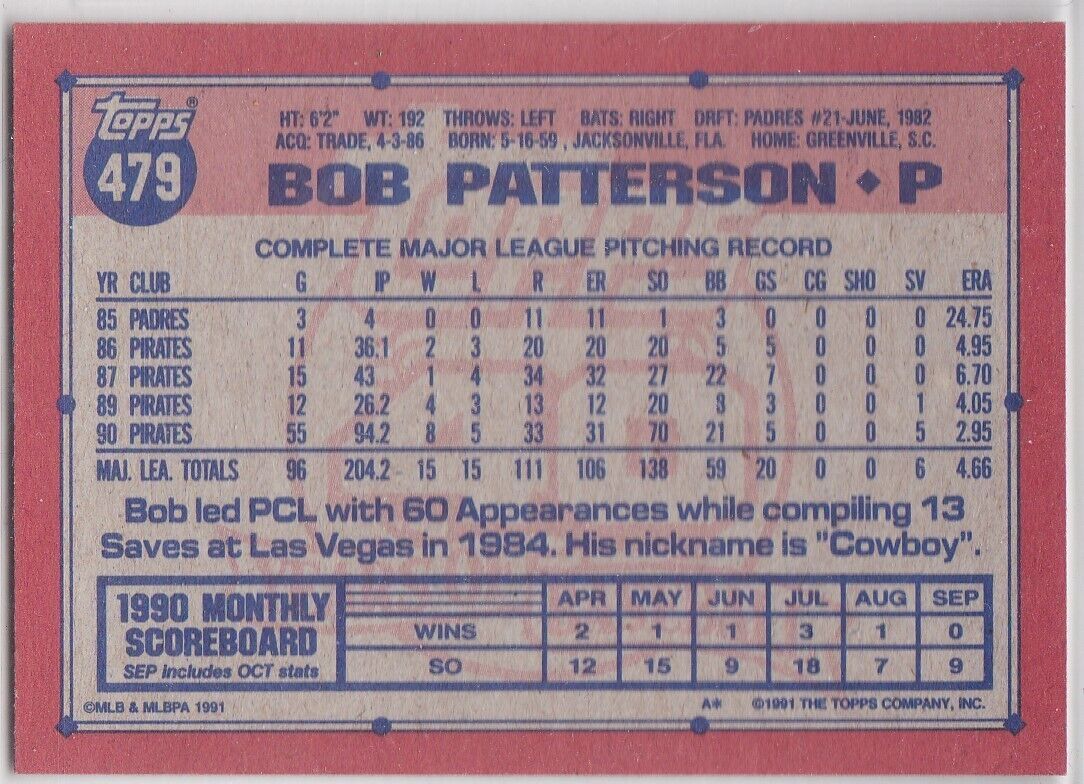 Topps®
479
HT: 6'2" WT: 192 THROWS: LEFT BATS: RIGHT DRFT: PADRES #21-JUNE, 1982
ACQ: TRADE, 4-3-86 BORN: 5-16-59 , JACKSONVILLE, FLA. HOME: GREENVILLE, S.C.
BOB PATTERSON ◆ P
COMPLETE MAJOR LEAGUE PITCHING RECORD
YR CLUB G IP W L R ER SO BB GS CG SHO SV ERA
85 PADRES 3 4 0 0 11 11 1 3 0 0 0 0 24.75
86 PIRATES 11 36.1 2 3 20 20 20 5 5 0 0 0 4.95
87 PIRATES 15 43 1 4 34 32 27 22 7 0 0 0 6.70
89 PIRATES 12 26.2 4 3 13 12 20 8 3 0 0 1 4.05
90 PIRATES 55 94.2 8 5 33 31 70 21 5 0 0 5 2.95
MAJ. LEA. TOTALS 96 204.2 15 15 111 106 138 59 20 0 0 6 4.66
Bob led PCL with 60 Appearances while compiling 13
Saves at Las Vegas in 1984. His nickname is "Cowboy".
1990 MONTHLY
SCOREBOARD
SEP includes OCT stats
APR MAY JUN JUL AUG SEP
WINS 2 1 1 3 1 0
SO 12 15 9 18 7 9
©MLB & MLBPA 1991 A* ©1991 THE TOPPS COMPANY, INC.